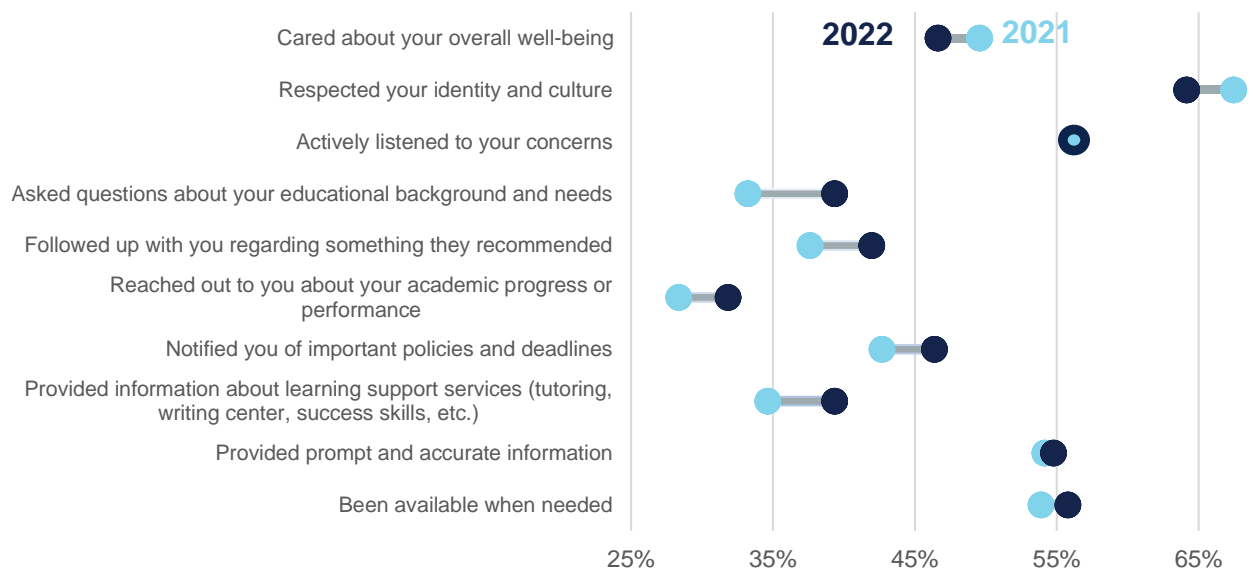 Cared about your overall well-being
2022
2021
Respected your identity and culture
Actively listened to your concerns
Asked questions about your educational background and needs
Followed up with you regarding something they recommended
Reached out to you about your academic progress or
performance
Notified you of important policies and deadlines
Provided information about learning support services (tutoring,
writing center, success skills, etc.)
Provided prompt and accurate information
Been available when needed
25%
35%
45%
55%
65%